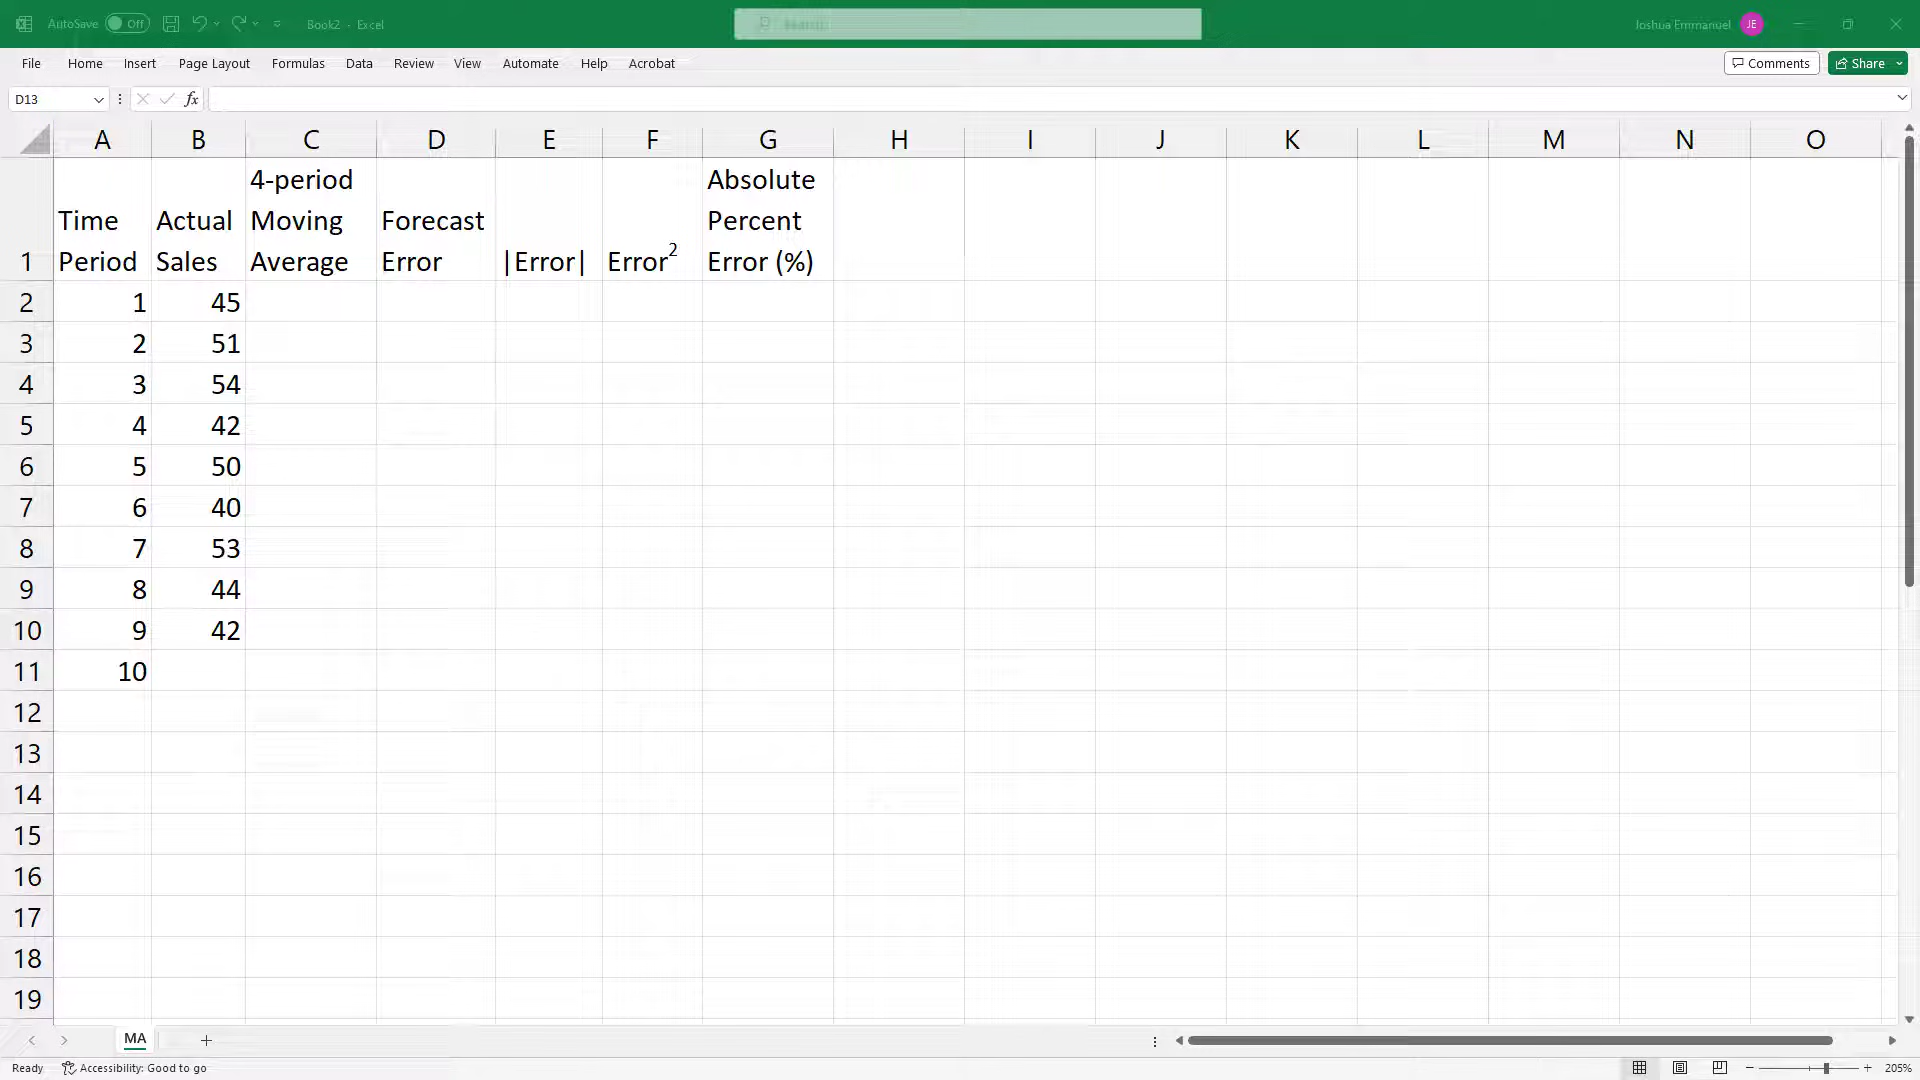 AutoSave Off Book2 - Excel Joshua Emmanuel JE
File Home Insert Page Layout Formulas Data Review View Automate Help Acrobat Comments Share
D13 fx
A B C D E F G H I J K L M N O
4-period Absolute
Time Actual Moving Forecast Percent
1 Period Sales Average Error |Error| Error² Error (%)
2 1 45
3 2 51
4 3 54
5 4 42
6 5 50
7 6 40
8 7 53
9 8 44
10 9 42
11 10
12
13
14
15
16
17
18
19
MA
Ready Accessibility: Good to go 205%